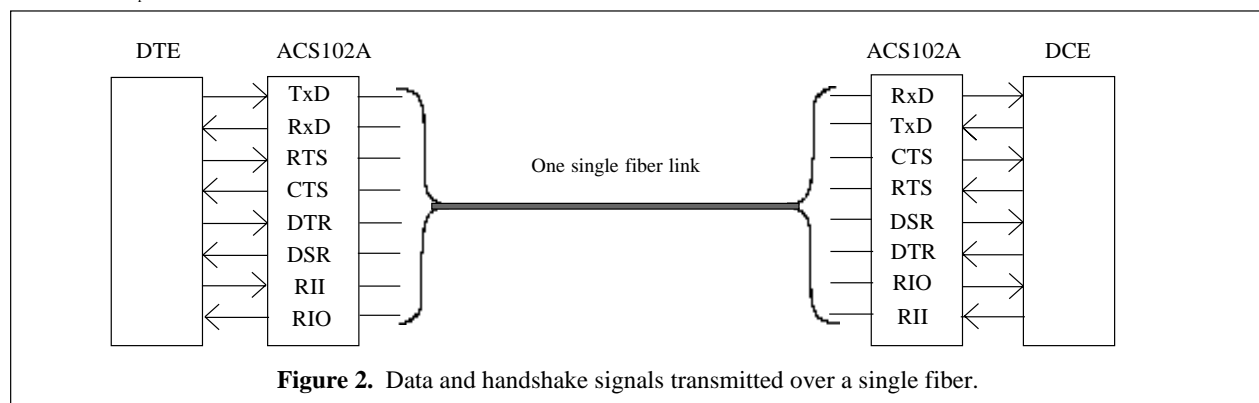 DTE ACS102A ACS102A DCE
TxD RxD
RxD TxD
RTS CTS
One single fiber link
CTS RTS
DTR DSR
DSR DTR
RII RIO
RIO RII
Figure 2. Data and handshake signals transmitted over a single fiber.